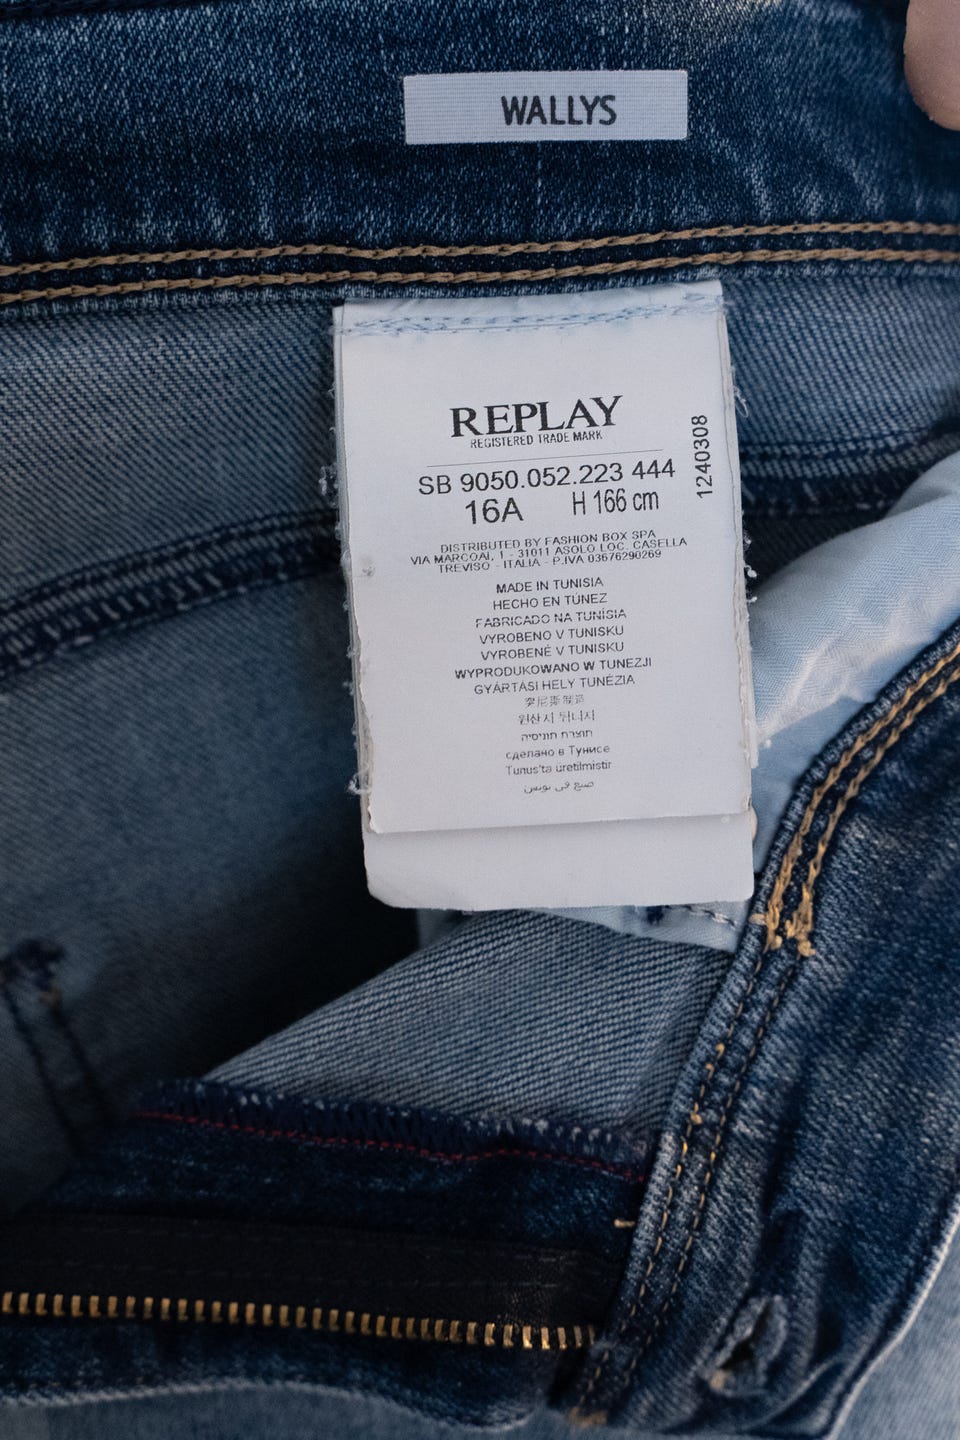 WALLYS
REPLAY
REGISTERED TRADE MARK
SB 9050.052.223 444
16A H 166 cm
1240308
DISTRIBUTED BY FASHION BOX SPA
VIA MARCOAI, 1 - 31011 ASOLO LOC. CASELLA
TREVISO - ITALIA - P.IVA 03676290269
MADE IN TUNISIA
HECHO EN TÚNEZ
FABRICADO NA TUNÍSIA
VYROBENO V TUNISKU
VYROBENÉ V TUNISKU
WYPRODUKOWANO W TUNEZJI
GYÁRTÁSI HELY TUNÉZIA
突尼斯制造
원산지 튀니지
תוצרת תוניסיה
сделано в Тунисе
Tunus'ta üretilmistir
صنع في تونس